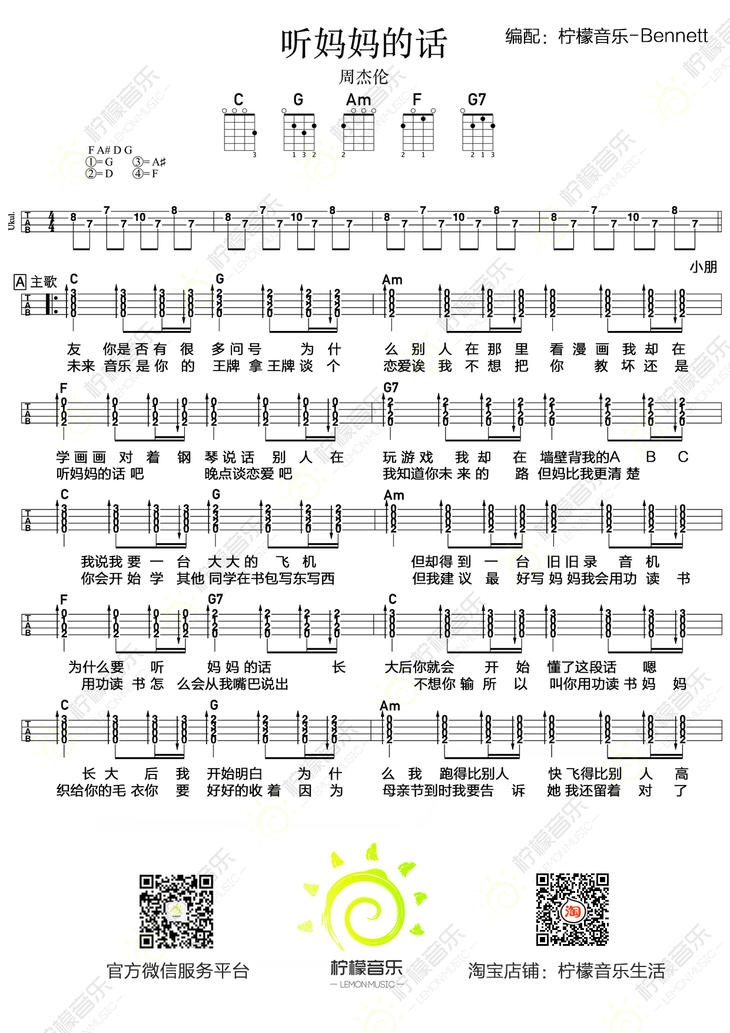 听妈妈的话
编配：柠檬音乐-Bennett
周杰伦
C G Am F G7
3 1 3 2 2 2 1 2 1 3
F A# D G
①=G ③=A♯
②=D ④=F
Ukul.
T A B 4 4 8 7 7 7 10 7 8 7 8 7 7 7 10 7 8 7 8 7 7 7 10 7 8 7 8 7 7 7 10 7 8 7
小朋
A 主歌 C G Am
友 你是否有很 多问号 为什 么别人在那里 看漫画我却在
未来 音乐是你的 王牌 拿王牌谈个 恋爱诶我不想把你 教坏还是
F G7
学画画对着钢 琴说话别人在 玩游戏我却在 墙壁背我的A B C
听妈妈的话吧 晚点谈恋爱吧 我知道你未来的 路但妈比我更清楚
C G Am
我说我要一台 大大的飞机 但却得到一台 旧旧录音机
你会开始学 其他同学在书包写东写西 但我建议最 好写妈妈我会用功读书
F G7 C
为什么要听 妈妈的话 长 大后你就会开始 懂了这段话 嗯
用功读书怎 么会从我嘴巴说出 不想你输所以 叫你用功读书妈妈
C G Am
长大后我 开始明白 为什 么我 跑得比别人 快飞得比别人高
织给你的毛衣你要 好好的收着因为 母亲节到时我要告诉 她我还留着 对了
官方微信服务平台
柠檬音乐
—LEMON MUSIC—
淘
淘宝店铺：柠檬音乐生活